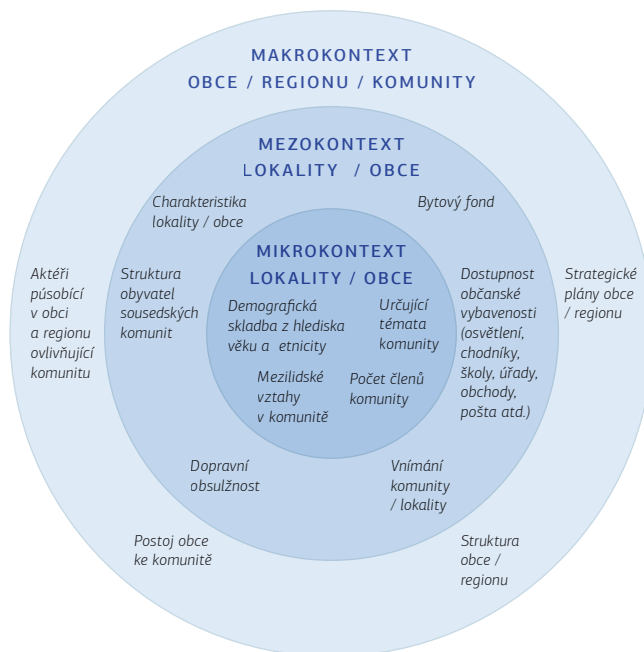 MAKROKONTEXT
OBCE / REGIONU / KOMUNITY
MEZOKONTEXT
LOKALITY / OBCE
Charakteristika
lokality / obce
Bytový fond
MIKROKONTEXT
LOKALITY / OBCE
Aktéři
působící
v obci
a regionu
ovlivňující
komunitu
Struktura
obyvatel
sousedských
komunit
Demografická
skladba z hlediska
věku a etnicity
Určující
témata
komunity
Mezilidské
vztahy
v komunitě
Počet členů
komunity
Dostupnost
občanské
vybavenosti
(osvětlení,
chodníky,
školy, úřady,
obchody,
pošta atd.)
Strategické
plány obce
/ regionu
Dopravní
obsulžnost
Vnímání
komunity
/ lokality
Postoj obce
ke komunitě
Struktura
obce /
regionu